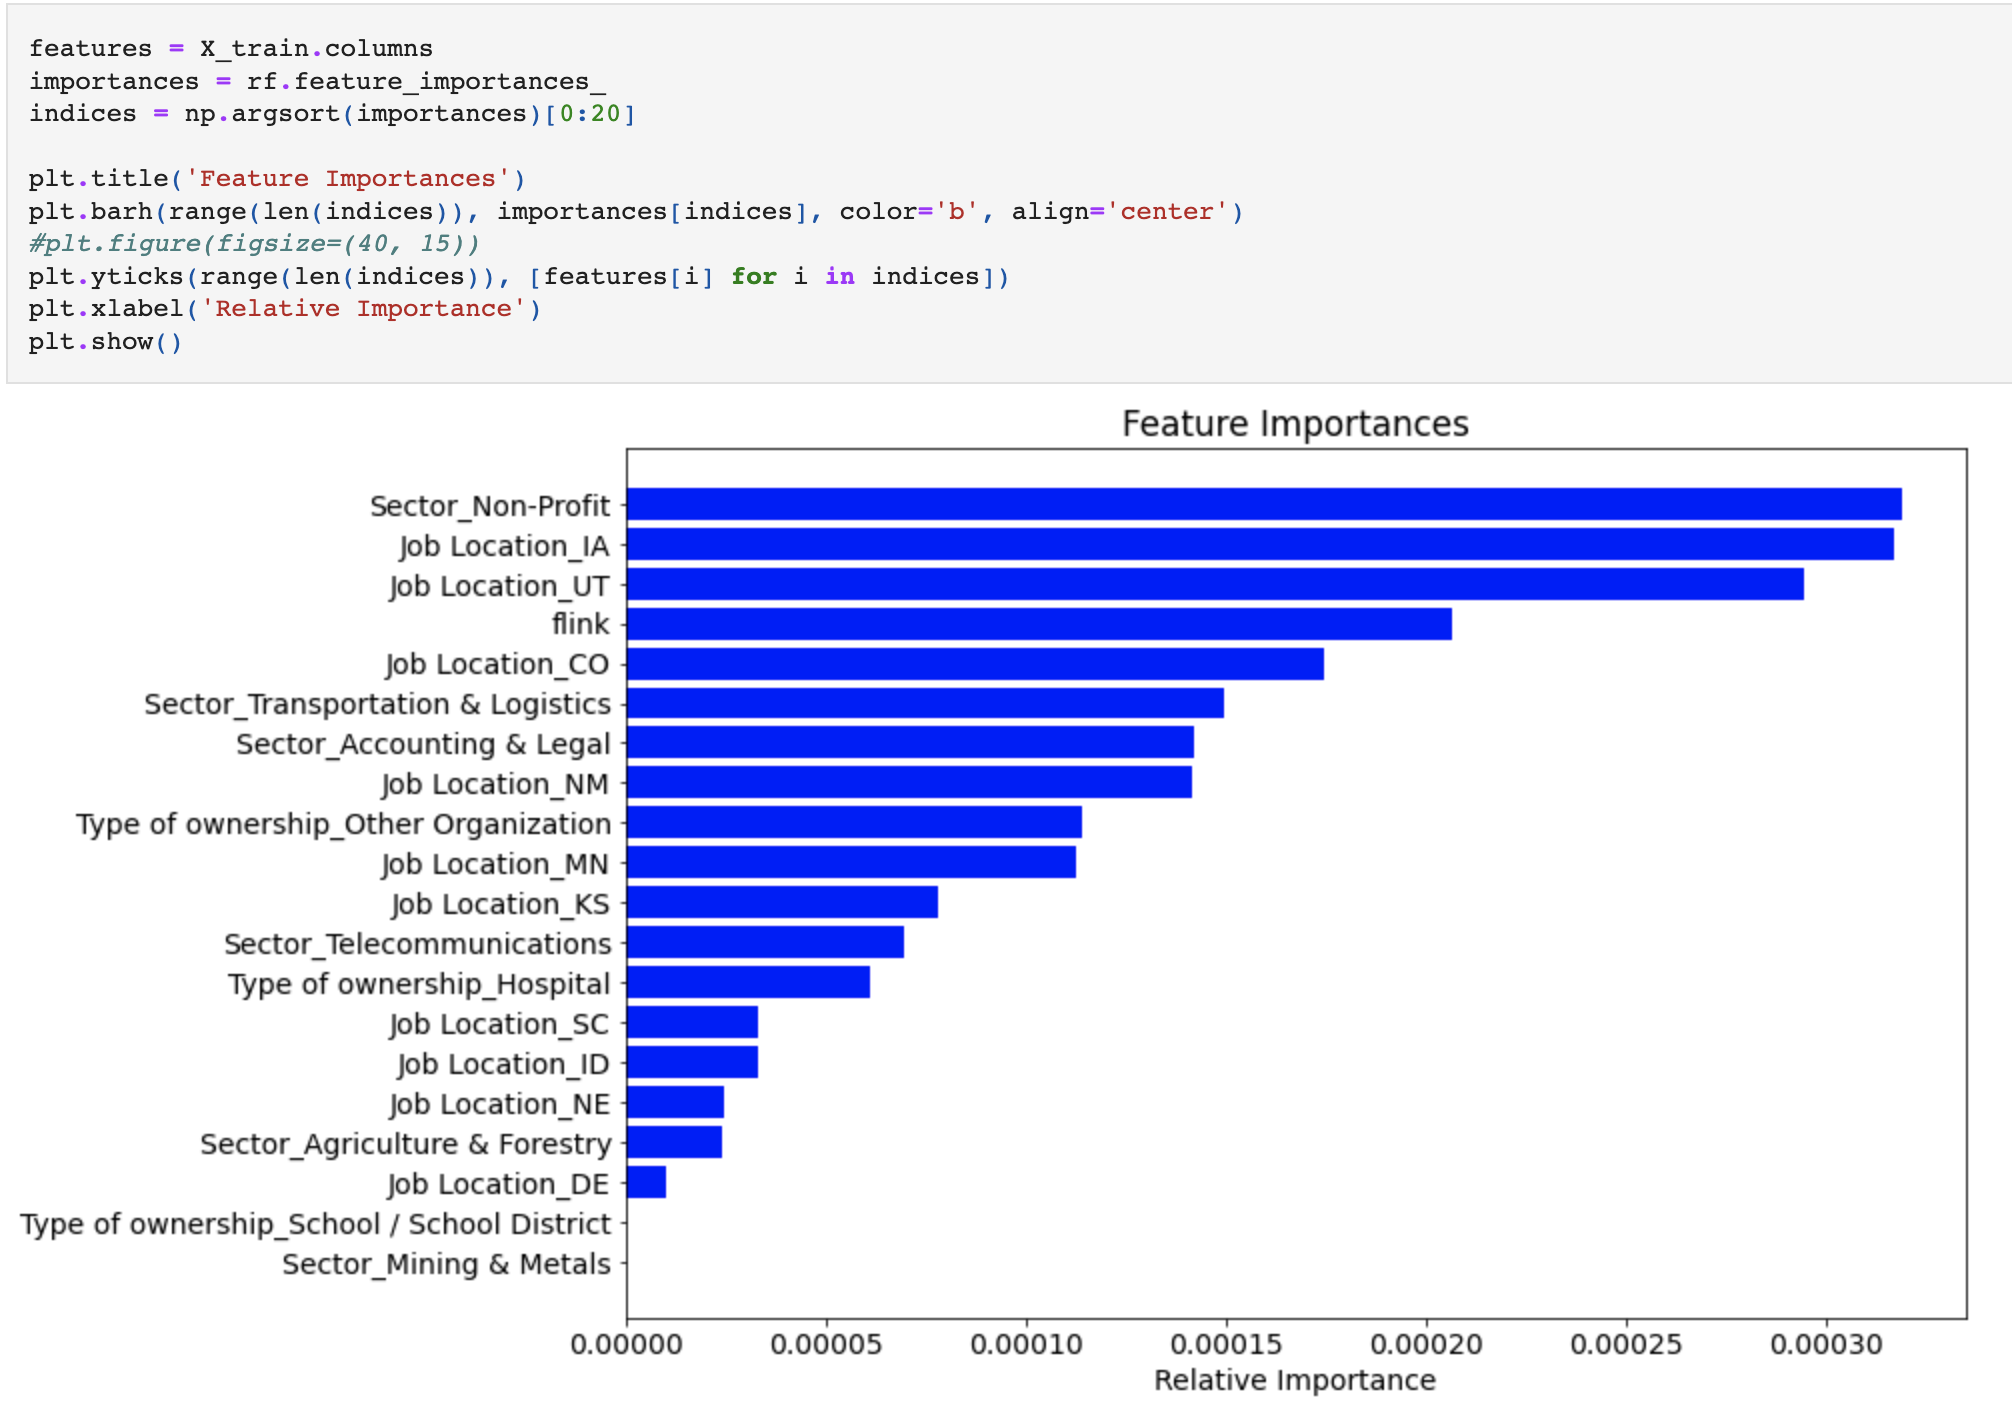 features = X_train.columns
importances = rf.feature_importances_
indices = np.argsort(importances)[0:20]
plt.title('Feature Importances')
plt.barh(range(len(indices)), importances[indices], color='b', align='center')
#plt.figure(figsize=(40, 15))
plt.yticks(range(len(indices)), [features[i] for i in indices])
plt.xlabel('Relative Importance')
plt.show()
Feature Importances
Sector_Non-Profit
Job Location_IA
Job Location_UT
flink
Job Location_CO
Sector_Transportation & Logistics
Sector_Accounting & Legal
Job Location_NM
Type of ownership_Other Organization
Job Location_MN
Job Location_KS
Sector_Telecommunications
Type of ownership_Hospital
Job Location_SC
Job Location_ID
Job Location_NE
Sector_Agriculture & Forestry
Job Location_DE
Type of ownership_School / School District
Sector_Mining & Metals
0.00000 0.00005 0.00010 0.00015 0.00020 0.00025 0.00030
Relative Importance